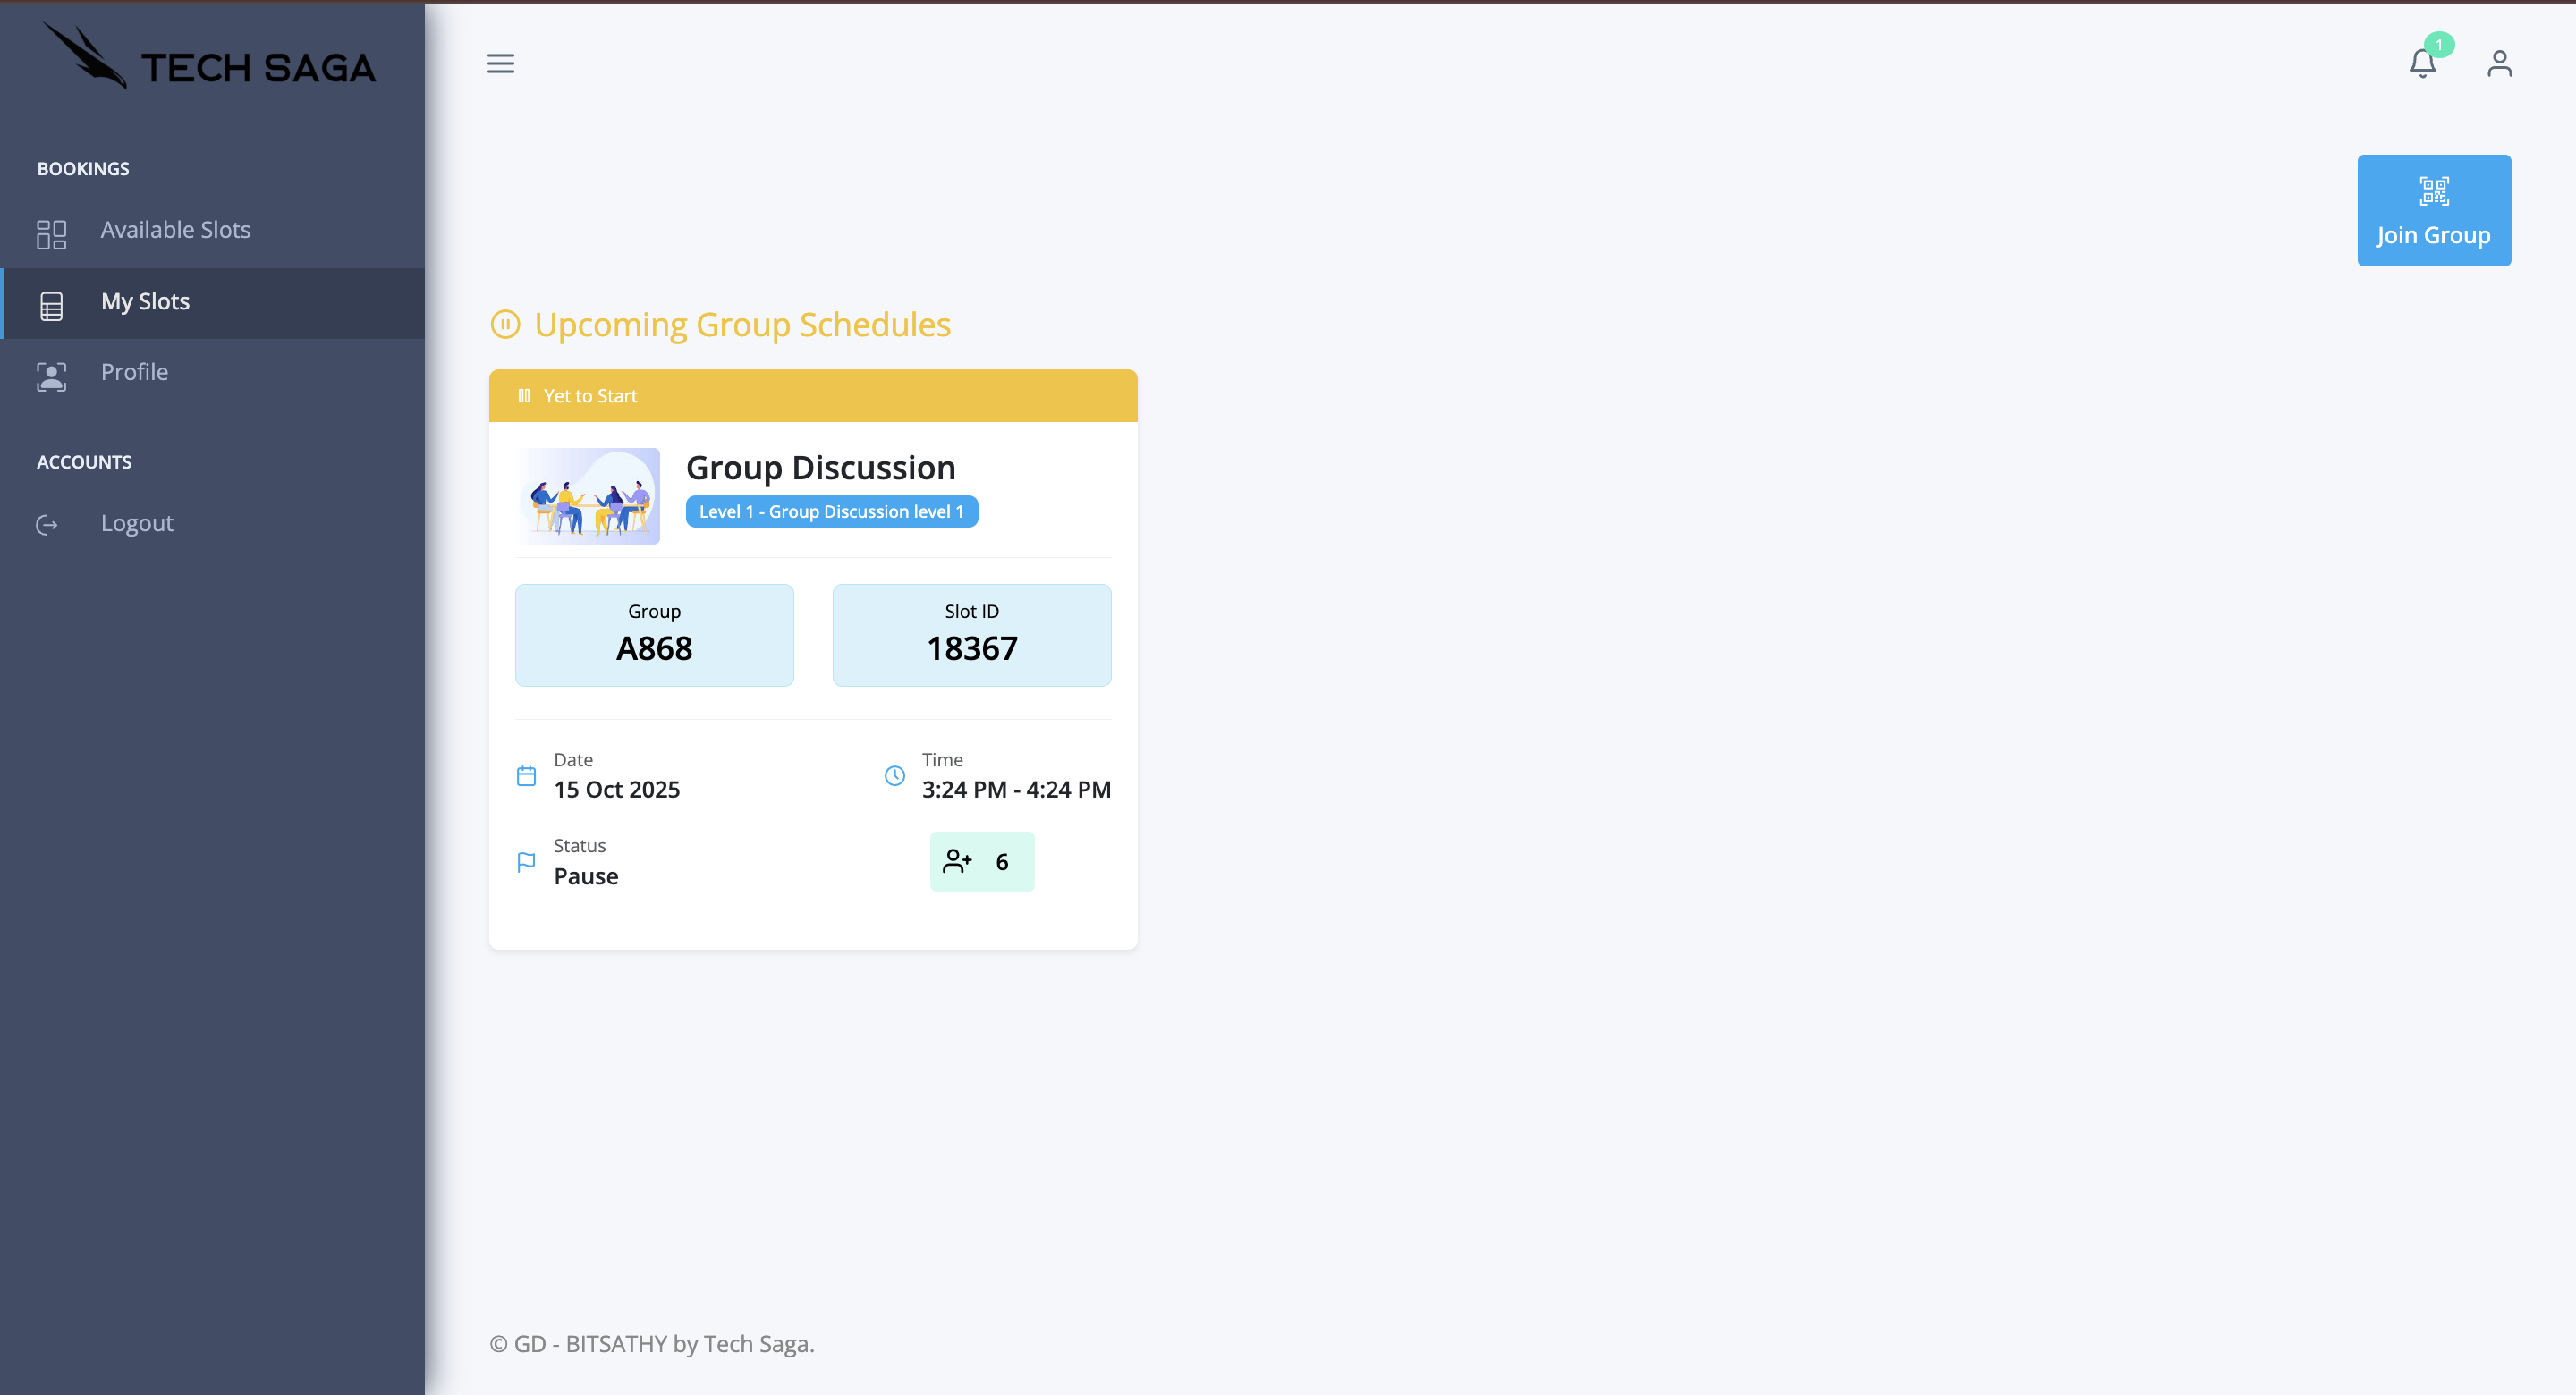 TECH SAGA
1
BOOKINGS
Available Slots
My Slots
Profile
ACCOUNTS
Logout
Join Group
Upcoming Group Schedules
Yet to Start
Group Discussion
Level 1 - Group Discussion level 1
Group
A868
Slot ID
18367
Date
15 Oct 2025
Time
3:24 PM - 4:24 PM
Status
Pause
6
© GD - BITSATHY by Tech Saga.